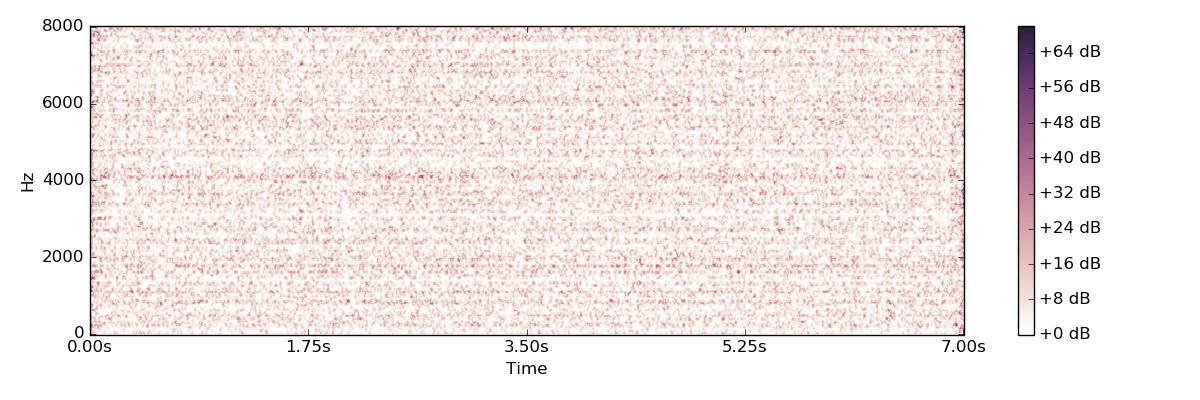 8000
6000
4000
2000
0
Hz
0.00s
1.75s
3.50s
5.25s
7.00s
Time
+64 dB
+56 dB
+48 dB
+40 dB
+32 dB
+24 dB
+16 dB
+8 dB
+0 dB